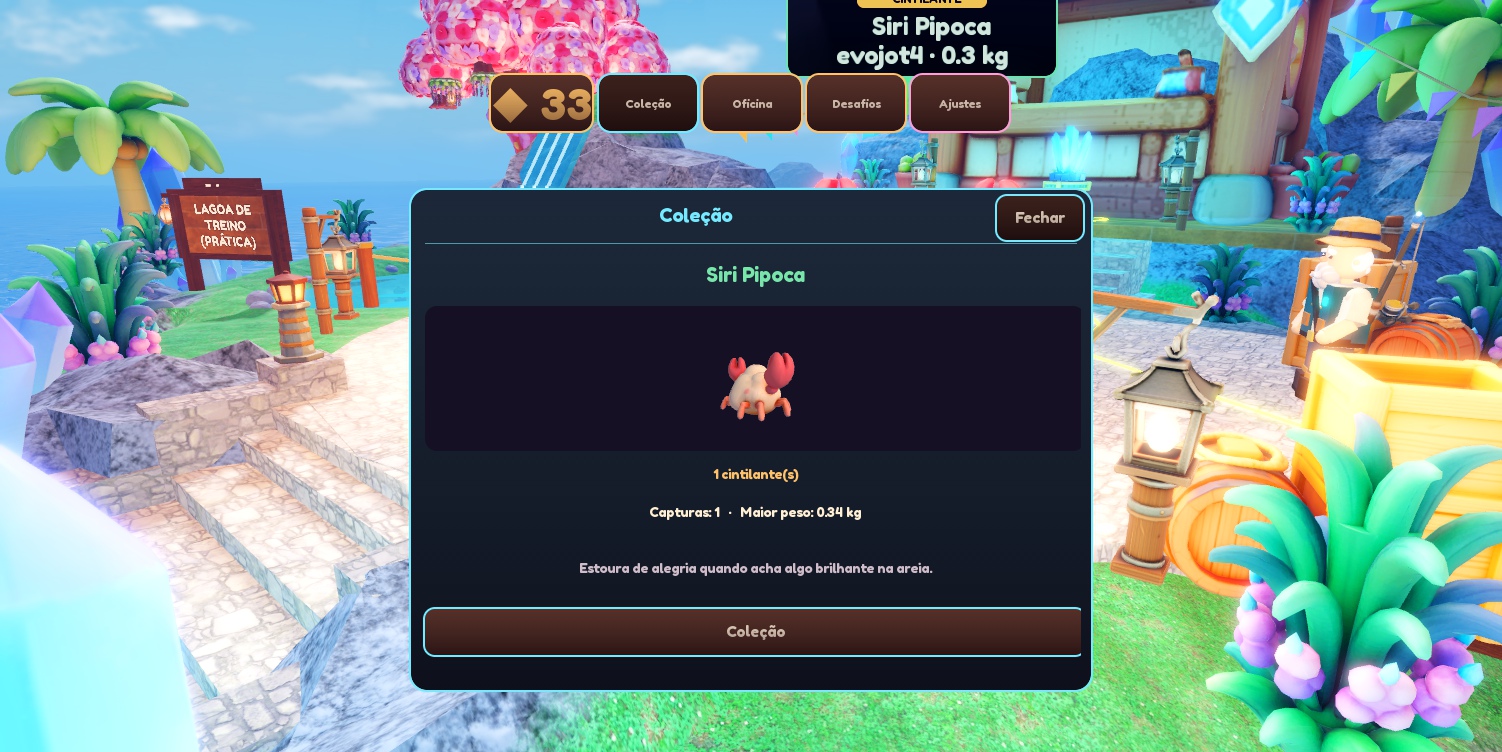 Siri Pipoca
evojot4 · 0.3 kg
33
Coleção
Oficina
Desafios
Ajustes
LAGOA DE
TREINO
(PRÁTICA)
Coleção
Fechar
Siri Pipoca
1 cintilante(s)
Capturas: 1 · Maior peso: 0.34 kg
Estoura de alegria quando acha algo brilhante na areia.
Coleção